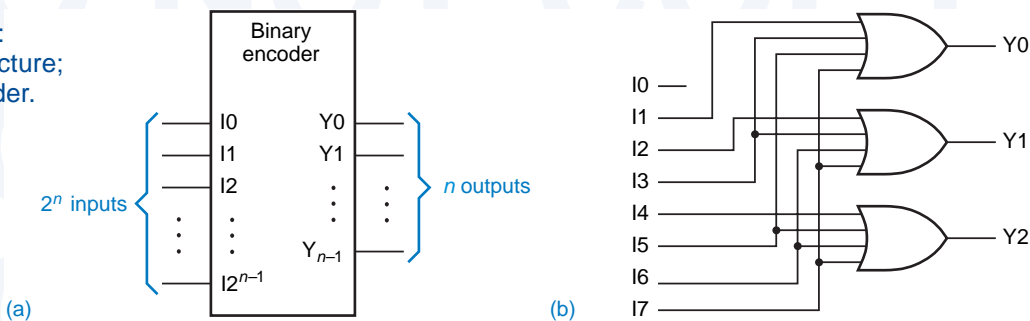 :
cture;
der.
Binary
encoder
I0
I1
I2
I2ⁿ⁻¹
Y0
Y1
Yₙ₋₁
2ⁿ inputs
n outputs
(a)
I0
I1
I2
I3
I4
I5
I6
I7
Y0
Y1
Y2
(b)